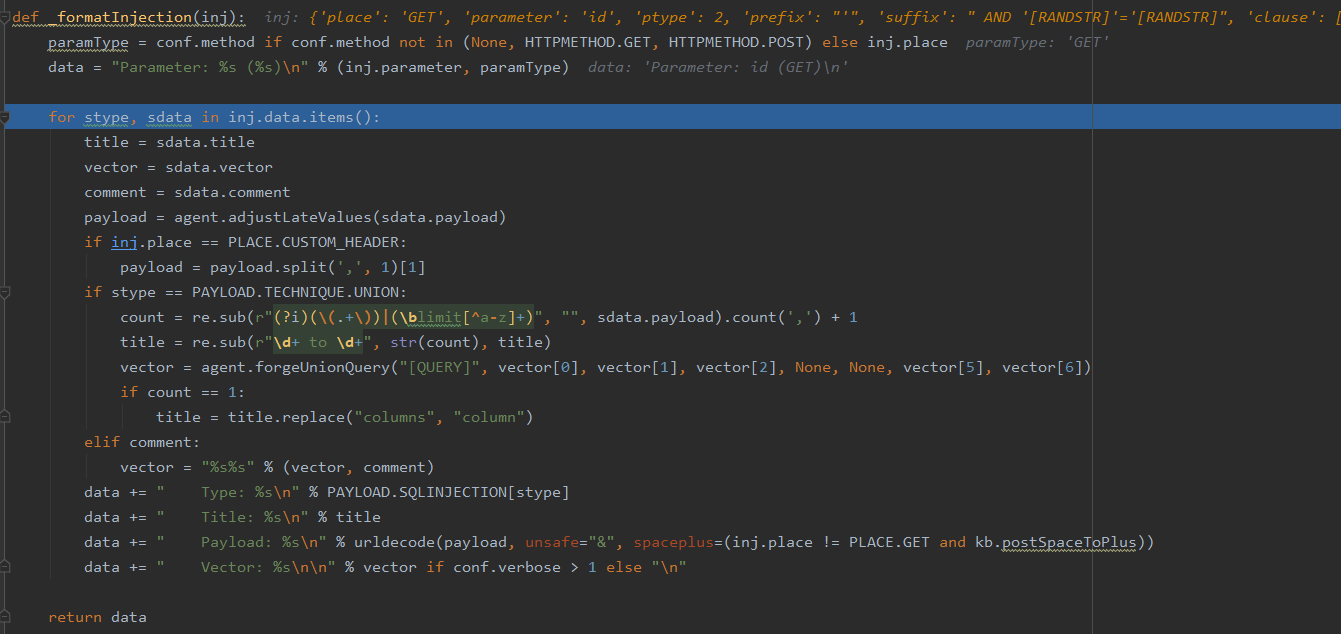 def _formatInjection(inj):  inj: {'place': 'GET', 'parameter': 'id', 'ptype': 2, 'prefix': "'", 'suffix': " AND '[RANDSTR]'='[RANDSTR]", 'clause': [
    paramType = conf.method if conf.method not in (None, HTTPMETHOD.GET, HTTPMETHOD.POST) else inj.place  paramType: 'GET'
    data = "Parameter: %s (%s)\n" % (inj.parameter, paramType)  data: 'Parameter: id (GET)\n'

    for stype, sdata in inj.data.items():
        title = sdata.title
        vector = sdata.vector
        comment = sdata.comment
        payload = agent.adjustLateValues(sdata.payload)
        if inj.place == PLACE.CUSTOM_HEADER:
            payload = payload.split(',', 1)[1]
        if stype == PAYLOAD.TECHNIQUE.UNION:
            count = re.sub(r"(?i)(\(.+\))|(\blimit[^a-z]+)", "", sdata.payload).count(',') + 1
            title = re.sub(r"\d+ to \d+", str(count), title)
            vector = agent.forgeUnionQuery("[QUERY]", vector[0], vector[1], vector[2], None, None, vector[5], vector[6])
            if count == 1:
                title = title.replace("columns", "column")
        elif comment:
            vector = "%s%s" % (vector, comment)
        data += "    Type: %s\n" % PAYLOAD.SQLINJECTION[stype]
        data += "    Title: %s\n" % title
        data += "    Payload: %s\n" % urldecode(payload, unsafe="&", spaceplus=(inj.place != PLACE.GET and kb.postSpaceToPlus))
        data += "    Vector: %s\n\n" % vector if conf.verbose > 1 else "\n"

    return data